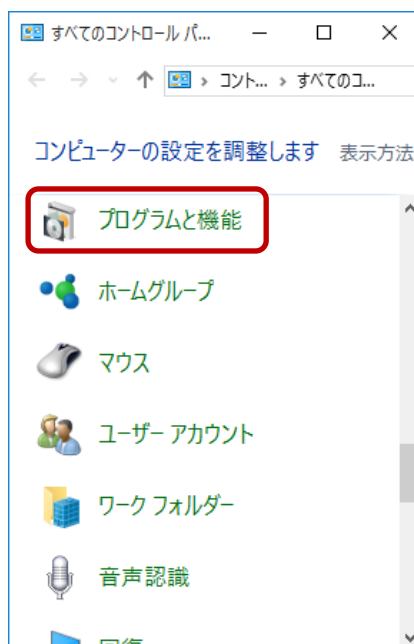 すべてのコントロール パ...
コント... › すべてのコ...
コンピューターの設定を調整します 表示方法
プログラムと機能
ホームグループ
マウス
ユーザー アカウント
ワーク フォルダー
音声認識
回復